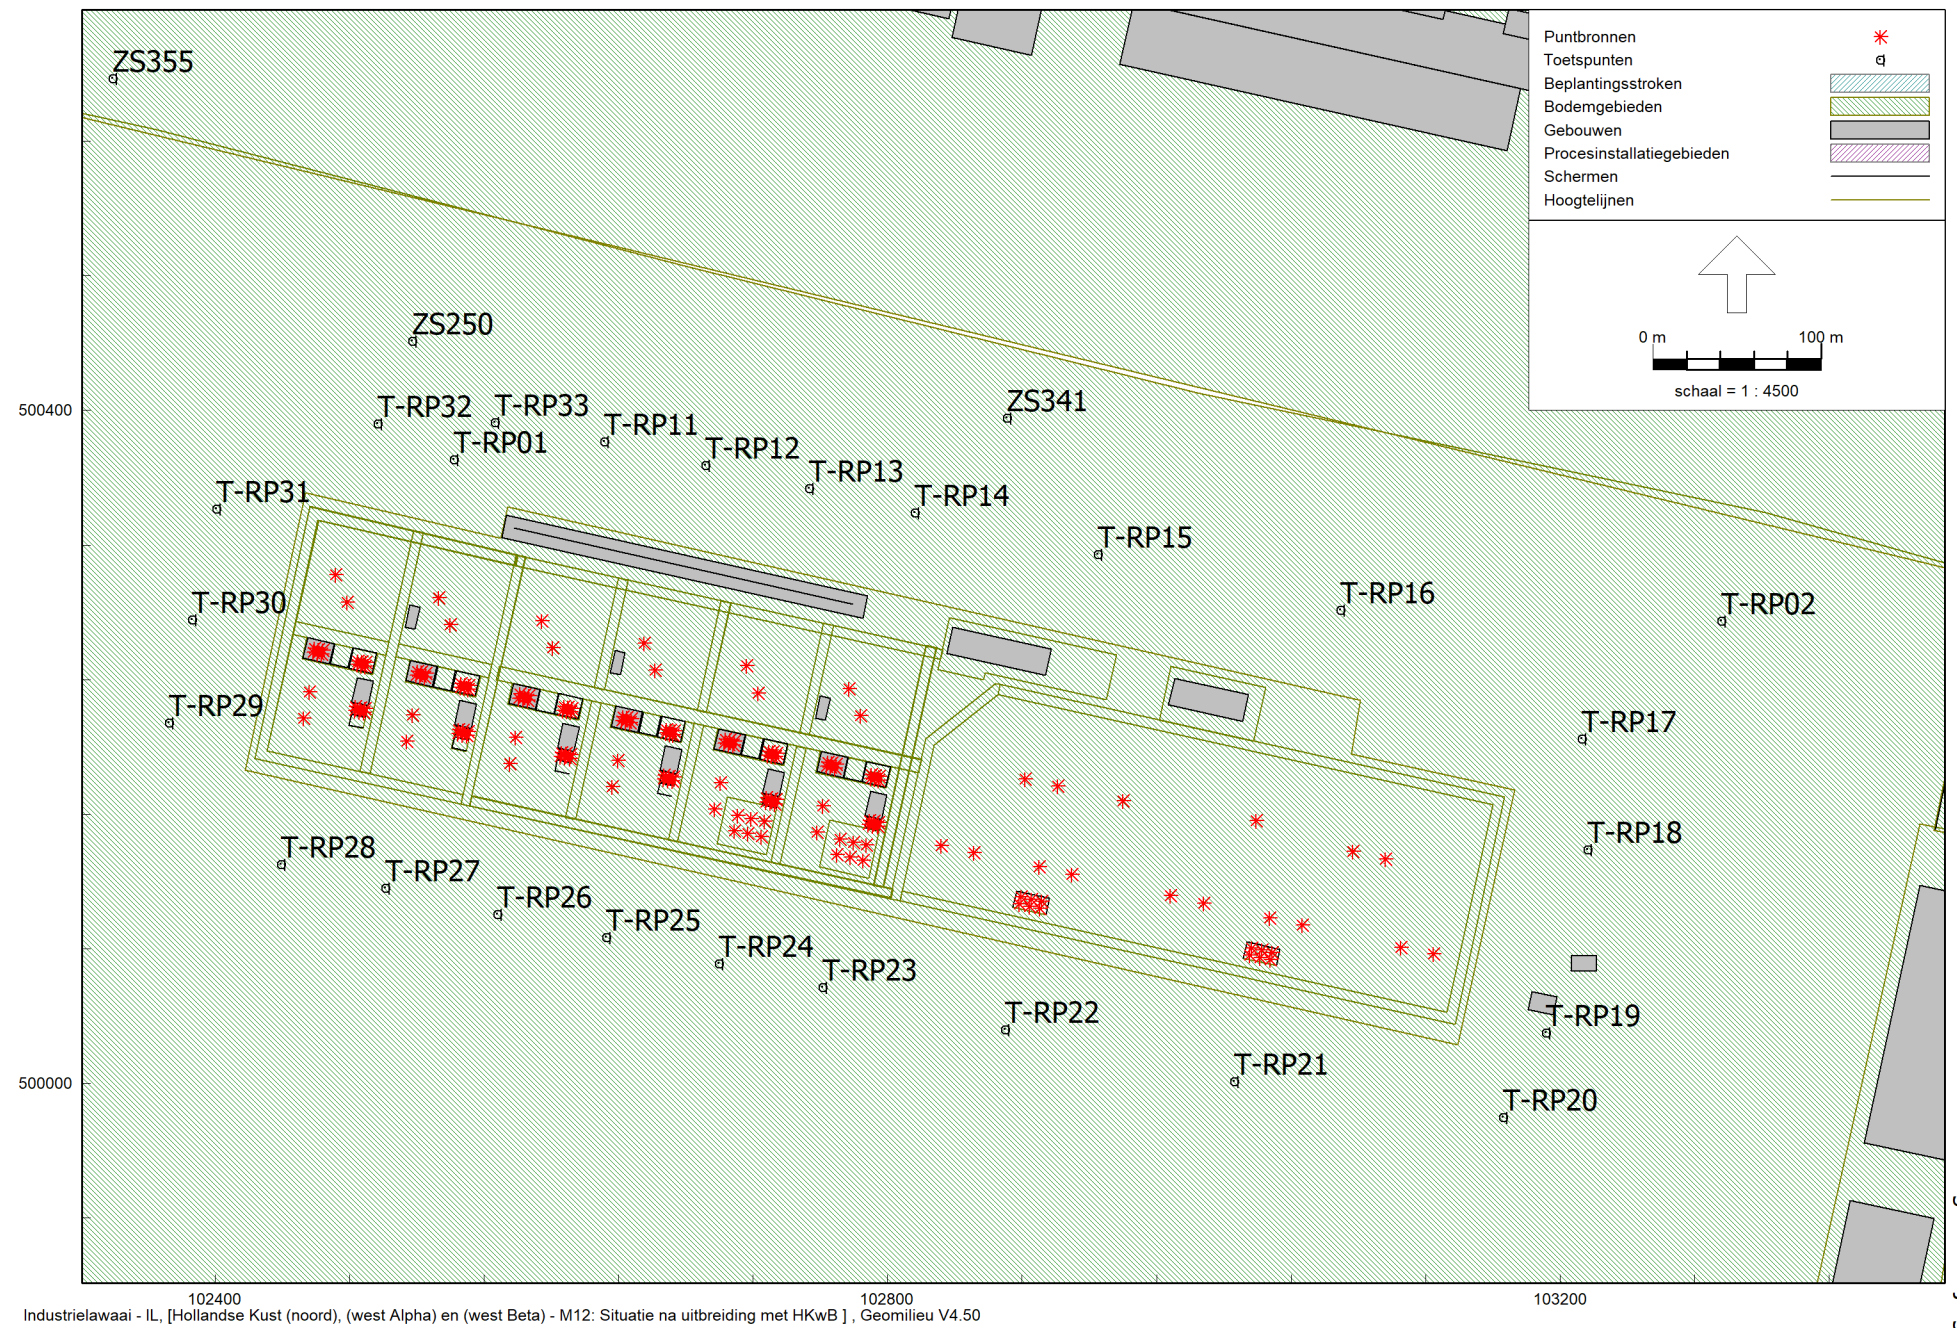 ZS355
Puntbronnen
Toetspunten
Beplantingsstroken
Bodemgebieden
Gebouwen
Procesinstallatiegebieden
Schermen
Hoogtelijnen
0 m 100 m
schaal = 1 : 4500
ZS250
ZS341
500400
T-RP32
T-RP33
T-RP01
T-RP11
T-RP12
T-RP13
T-RP14
T-RP31
T-RP15
T-RP30
T-RP16
T-RP02
T-RP29
T-RP17
T-RP18
T-RP28
T-RP27
T-RP26
T-RP25
T-RP24
T-RP23
T-RP22
T-RP19
T-RP21
500000
T-RP20
102400 102800 103200
Industrielawaai - IL, [Hollandse Kust (noord), (west Alpha) en (west Beta) - M12: Situatie na uitbreiding met HKwB ] , Geomilieu V4.50